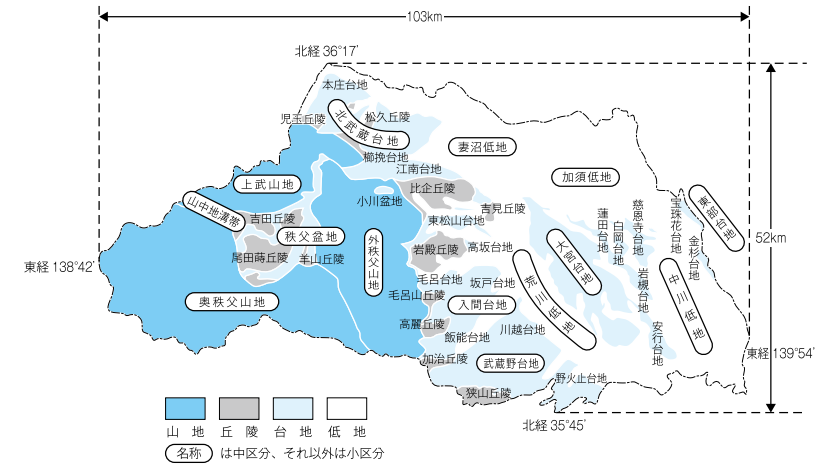 103km
北経 36°17'
本庄台地
児玉丘陵
松久丘陵
北武蔵台地
櫛挽台地
妻沼低地
江南台地
加須低地
上武山地
比企丘陵
小川盆地
山中地溝帯
吉田丘陵
秩父盆地
尾田蒔丘陵
羊山丘陵
外秩父山地
奥秩父山地
東松山台地
吉見丘陵
岩殿丘陵
高坂台地
毛呂台地
坂戸台地
毛呂山丘陵
入間台地
高麗丘陵
飯能台地
川越台地
加治丘陵
武蔵野台地
狭山丘陵
野火止台地
荒川低地
大宮台地
蓮田台地
白岡台地
慈恩寺台地
岩槻台地
安行台地
宝珠花台地
金杉台地
東部台地
中川低地
52km
東経 138°42'
東経 139°54'
北経 35°45'
山地
丘陵
台地
低地
名称 は中区分、それ以外は小区分